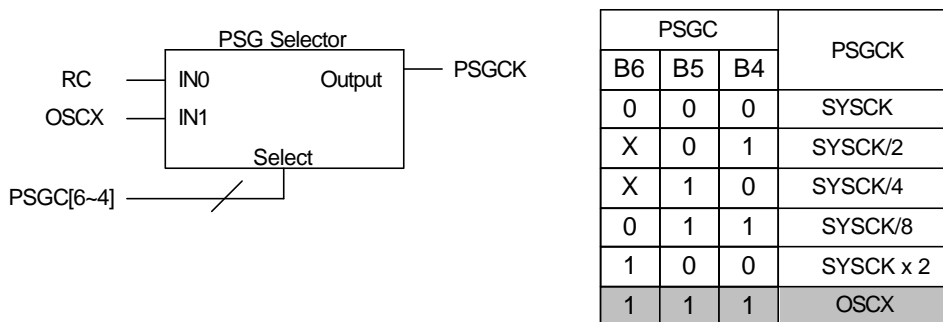 PSG Selector
RC IN0 Output PSGCK
OSCX IN1
Select
PSGC[6~4]
PSGC PSGCK
B6 B5 B4
0 0 0 SYSCK
X 0 1 SYSCK/2
X 1 0 SYSCK/4
0 1 1 SYSCK/8
1 0 0 SYSCK x 2
1 1 1 OSCX